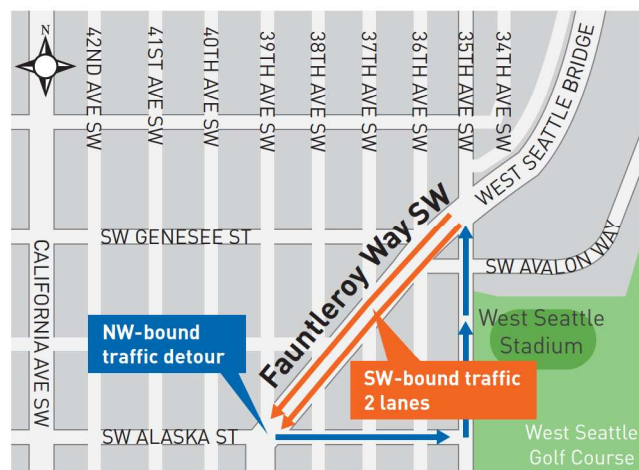 N
42ND AVE SW
41ST AVE SW
40TH AVE SW
39TH AVE SW
38TH AVE SW
37TH AVE SW
36TH AVE SW
35TH AVE SW
34TH AVE SW
WEST SEATTLE BRIDGE
Fauntleroy Way SW
SW GENESEE ST
SW AVALON WAY
CALIFORNIA AVE SW
NW-bound
traffic detour
West Seattle
Stadium
SW-bound traffic
2 lanes
SW ALASKA ST
West Seattle
Golf Course